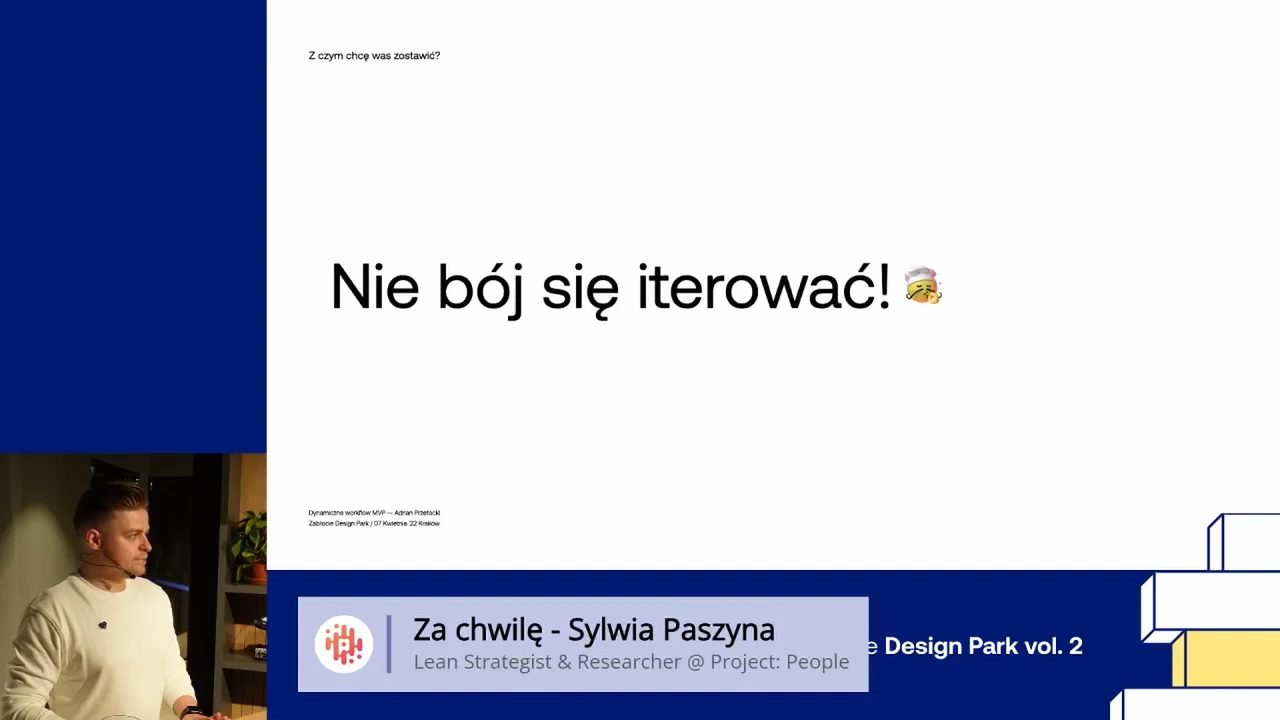 Z czym chcę was zostawić?
Nie bój się iterować!
Dynamiczne workflow MVP — Adrian Przetocki
Zabłocie Design Park / 07 Kwietnia '22 Kraków
Za chwilę - Sylwia Paszyna
Lean Strategist & Researcher @ Project: People
e Design Park vol. 2